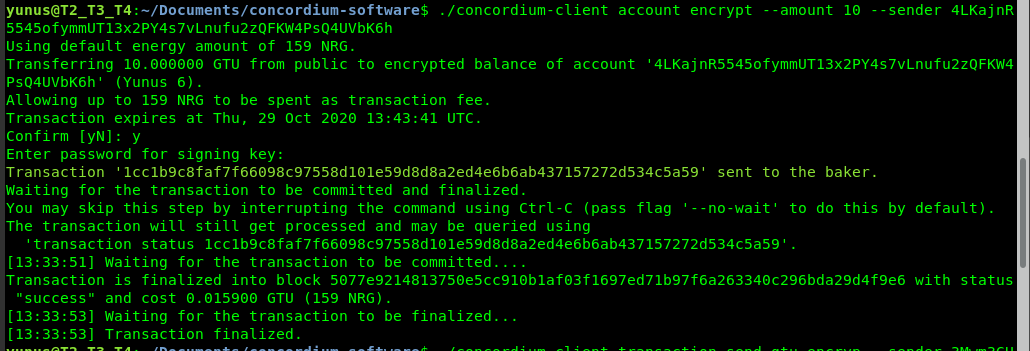 yunus@T2_T3_T4:~/Documents/concordium-software$ ./concordium-client account encrypt --amount 10 --sender 4LKajnR
5545ofymmUT13x2PY4s7vLnufu2zQFKW4PsQ4UVbK6h
Using default energy amount of 159 NRG.
Transferring 10.000000 GTU from public to encrypted balance of account '4LKajnR5545ofymmUT13x2PY4s7vLnufu2zQFKW4
PsQ4UVbK6h' (Yunus 6).
Allowing up to 159 NRG to be spent as transaction fee.
Transaction expires at Thu, 29 Oct 2020 13:43:41 UTC.
Confirm [yN]: y
Enter password for signing key:
Transaction '1cc1b9c8faf7f66098c97558d101e59d8d8a2ed4e6b6ab437157272d534c5a59' sent to the baker.
Waiting for the transaction to be committed and finalized.
You may skip this step by interrupting the command using Ctrl-C (pass flag '--no-wait' to do this by default).
The transaction will still get processed and may be queried using
  'transaction status 1cc1b9c8faf7f66098c97558d101e59d8d8a2ed4e6b6ab437157272d534c5a59'.
[13:33:51] Waiting for the transaction to be committed....
Transaction is finalized into block 5077e9214813750e5cc910b1af03f1697ed71b97f6a263340c296bda29d4f9e6 with status
 "success" and cost 0.015900 GTU (159 NRG).
[13:33:53] Waiting for the transaction to be finalized...
[13:33:53] Transaction finalized.
yunus@T2_T3_T4:~/Documents/concordium-software$ ./concordium-client transaction send-gtu-encryp